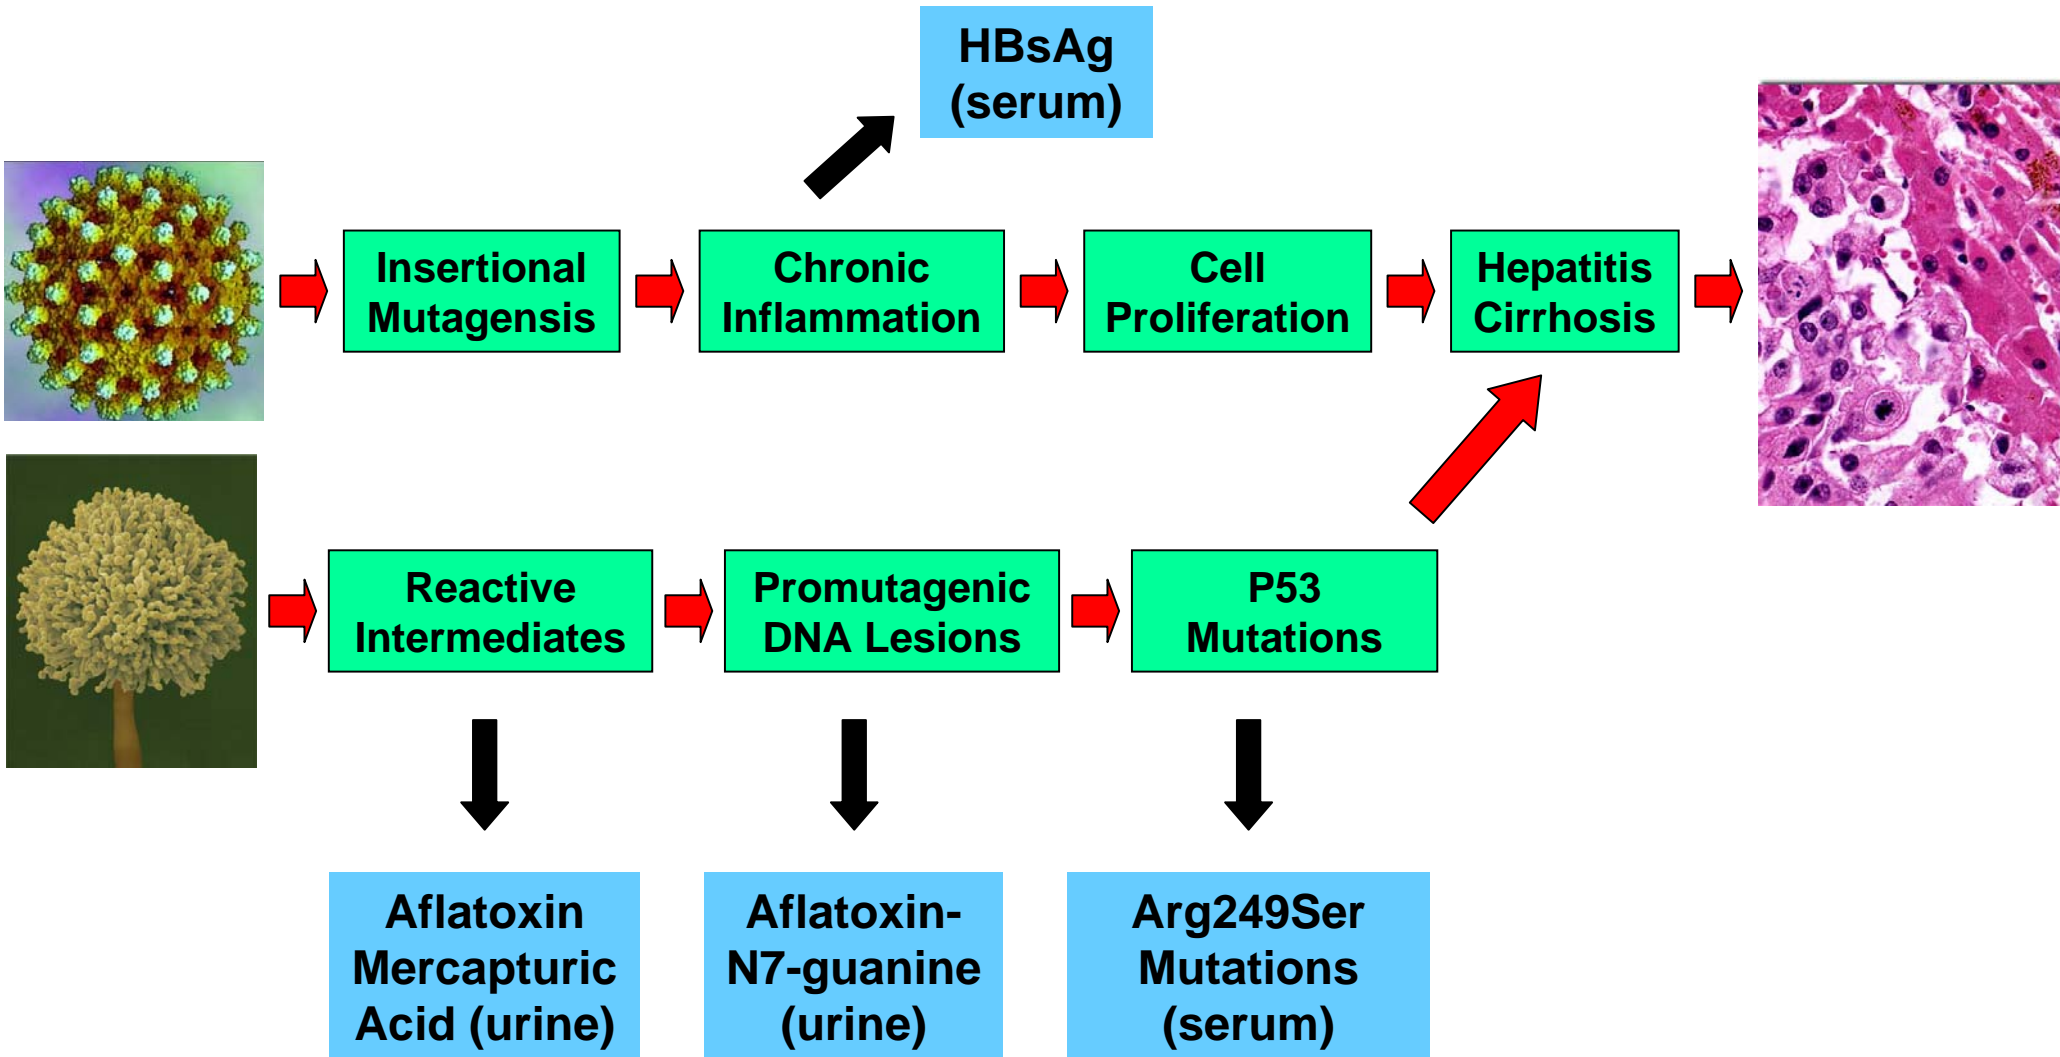 HBsAg
(serum)
Insertional
Mutagensis
Chronic
Inflammation
Cell
Proliferation
Hepatitis
Cirrhosis
Reactive
Intermediates
Promutagenic
DNA Lesions
P53
Mutations
Aflatoxin
Mercapturic
Acid (urine)
Aflatoxin-
N7-guanine
(urine)
Arg249Ser
Mutations
(serum)